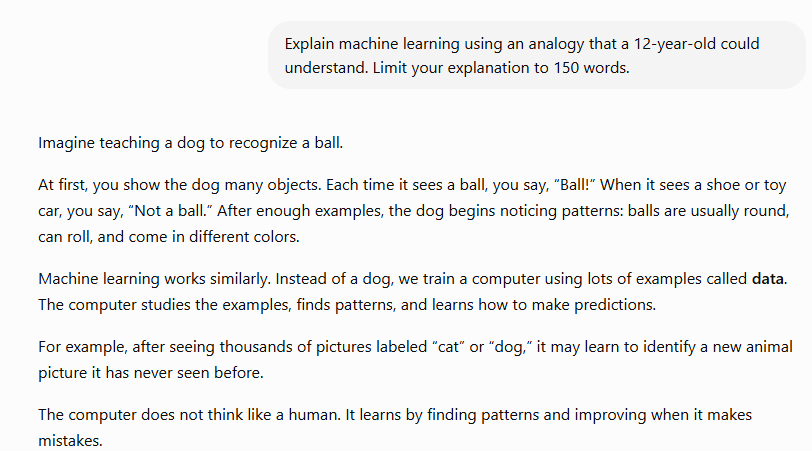 Explain machine learning using an analogy that a 12-year-old could
understand. Limit your explanation to 150 words.
Imagine teaching a dog to recognize a ball.
At first, you show the dog many objects. Each time it sees a ball, you say, “Ball!” When it sees a shoe or toy
car, you say, “Not a ball.” After enough examples, the dog begins noticing patterns: balls are usually round,
can roll, and come in different colors.
Machine learning works similarly. Instead of a dog, we train a computer using lots of examples called data.
The computer studies the examples, finds patterns, and learns how to make predictions.
For example, after seeing thousands of pictures labeled “cat” or “dog,” it may learn to identify a new animal
picture it has never seen before.
The computer does not think like a human. It learns by finding patterns and improving when it makes
mistakes.